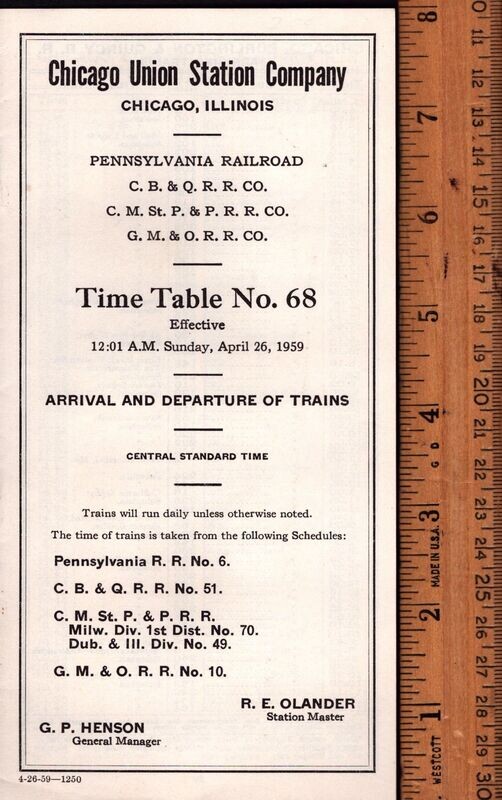 Chicago Union Station Company
CHICAGO, ILLINOIS
PENNSYLVANIA RAILROAD
C. B. & Q. R. R. CO.
C. M. St. P. & P. R. R. CO.
G. M. & O. R. R. CO.
Time Table No. 68
Effective
12:01 A.M. Sunday, April 26, 1959
ARRIVAL AND DEPARTURE OF TRAINS
CENTRAL STANDARD TIME
Trains will run daily unless otherwise noted.
The time of trains is taken from the following Schedules:
Pennsylvania R. R. No. 6.
C. B. & Q. R. R. No. 51.
C. M. St. P. & P. R. R.
Milw. Div. 1st Dist. No. 70.
Dub. & Ill. Div. No. 49.
G. M. & O. R. R. No. 10.
R. E. OLANDER
Station Master
G. P. HENSON
General Manager
4-26-59—1250
8 7 6 5 4 3 2 1
G D
MADE IN U.S.A.
WESTCOTT
11 12 13 14 15 16 17 18 19 20 21 22 23 24 25 26 27 28 29 30